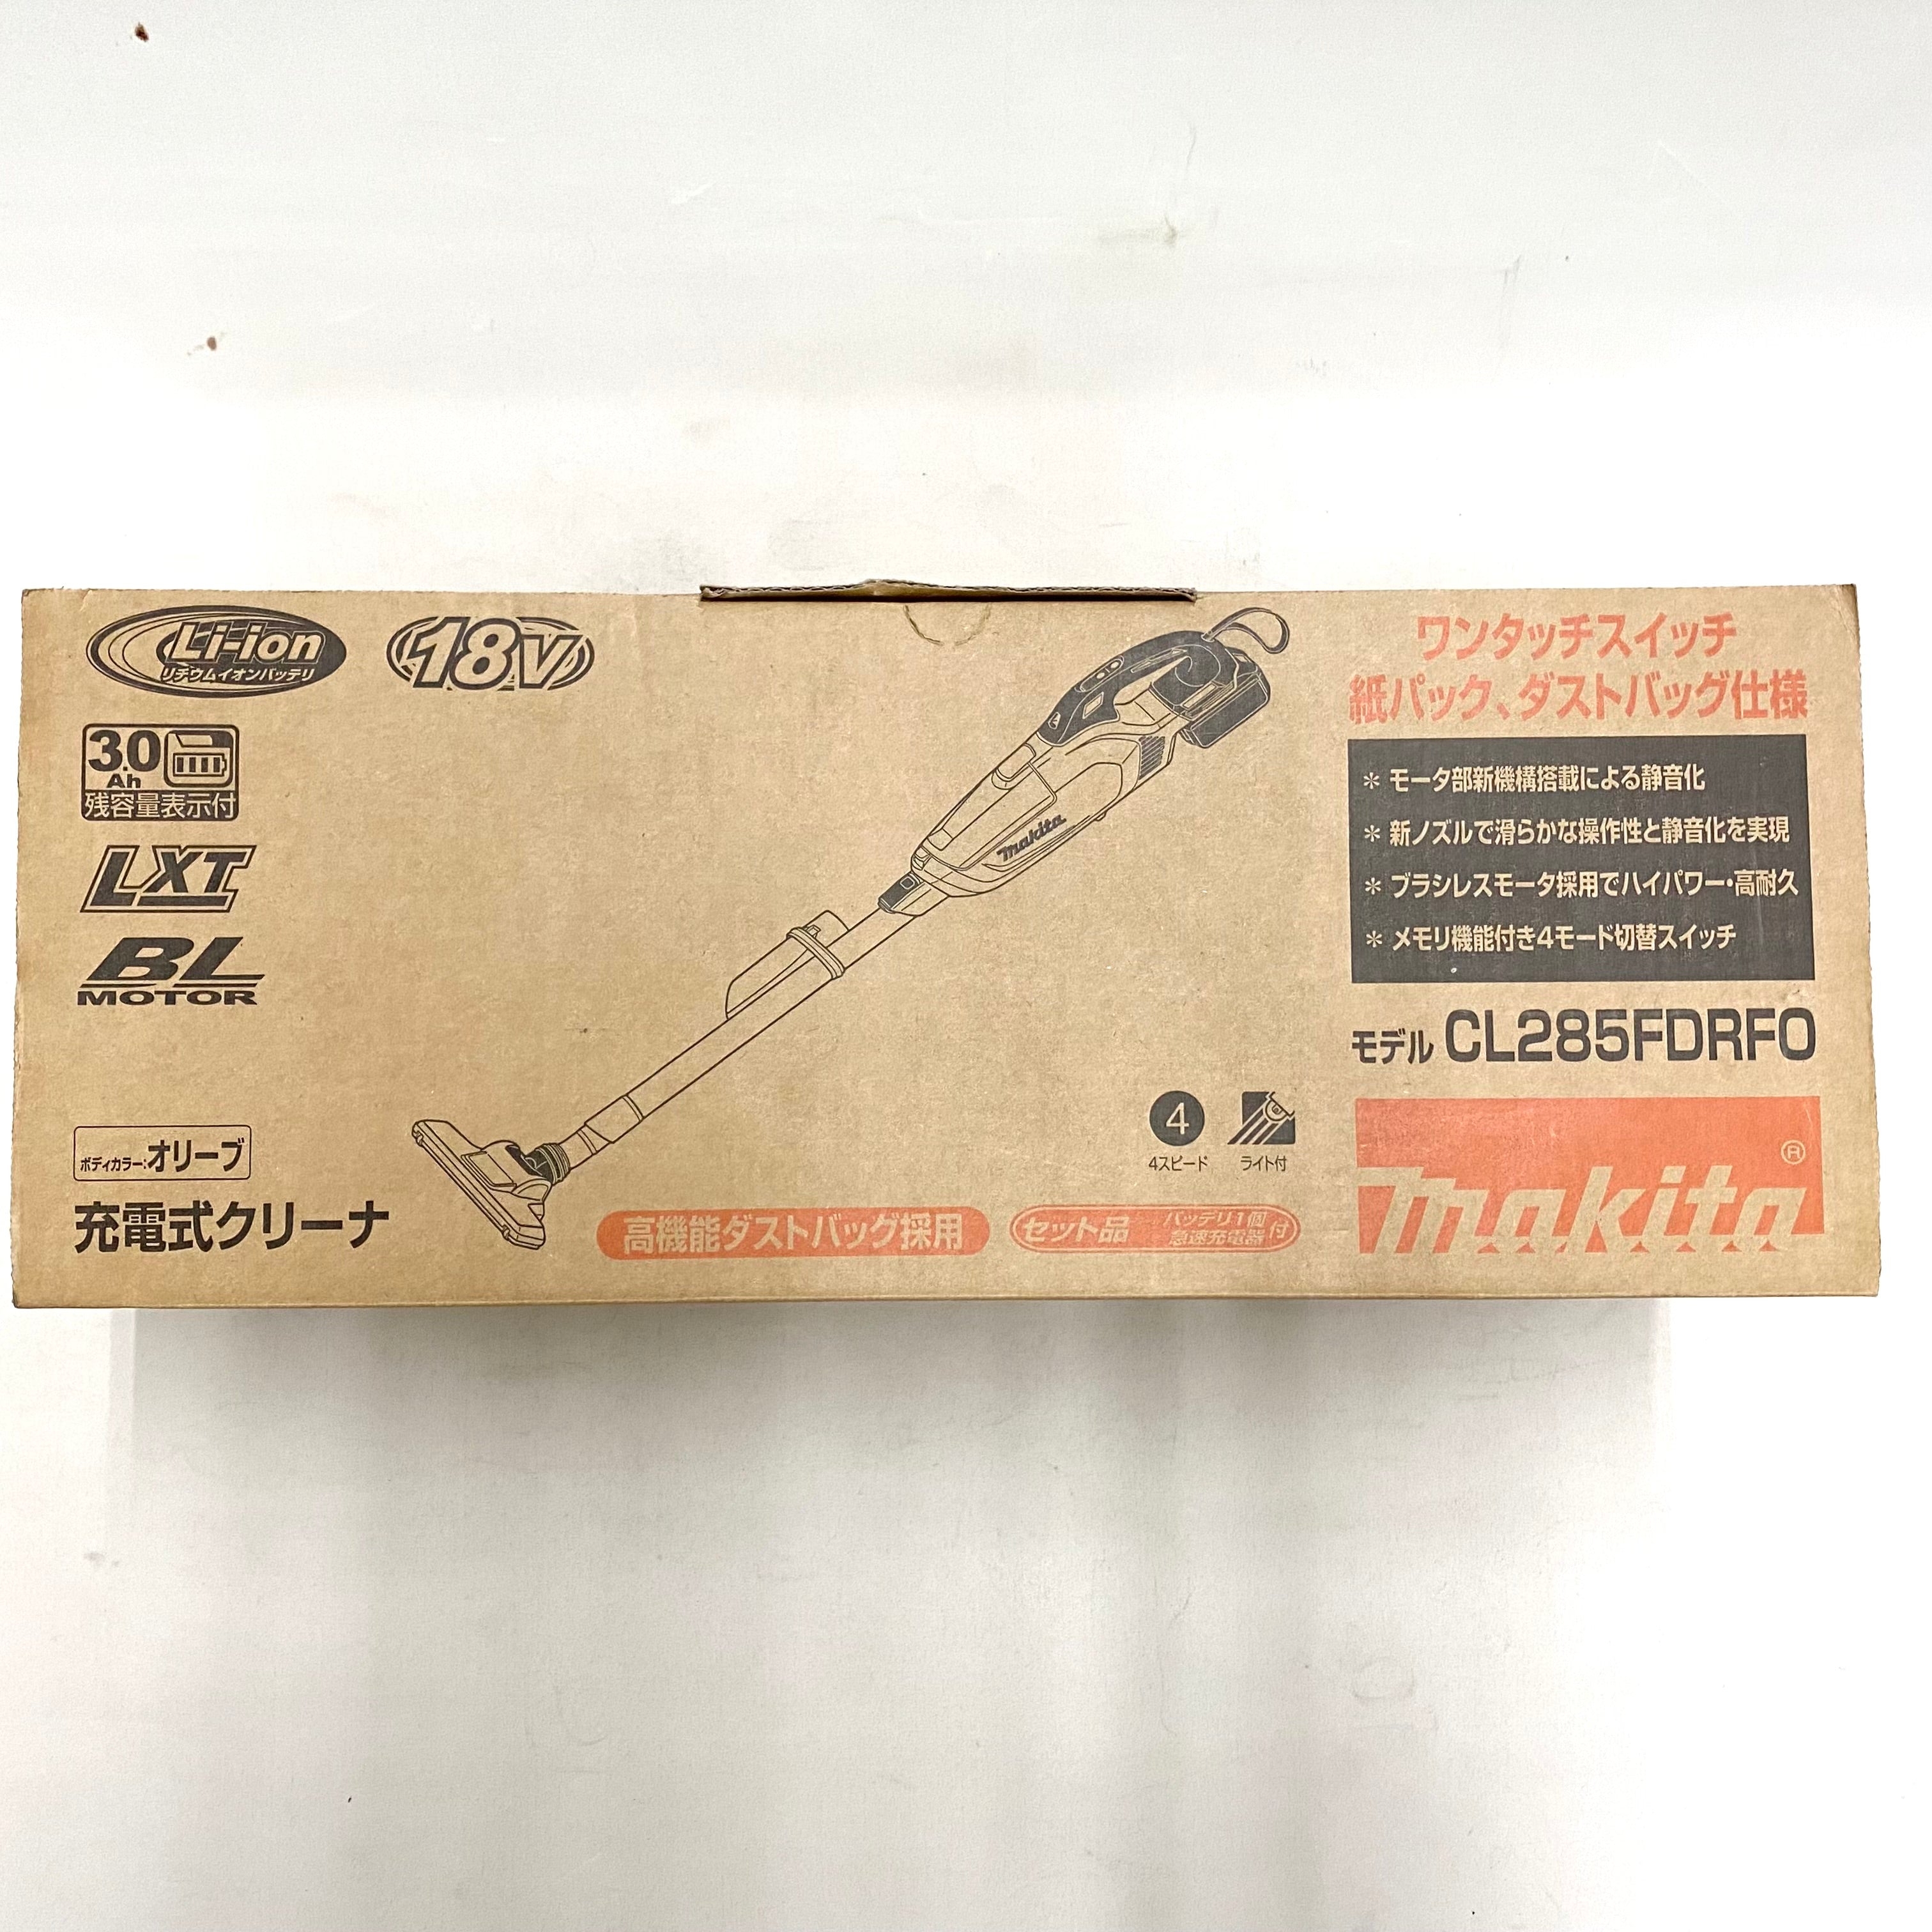 Li-ion
リチウムイオンバッテリ
18V
3.0
Ah
残容量表示付
LXT
BL
MOTOR
ボディカラー:オリーブ
充電式クリーナ
makita
高機能ダストバッグ採用
セット品
バッテリ1個
急速充電器
付
4
4スピード
ライト付
ワンタッチスイッチ
紙パック、ダストバッグ仕様
* モータ部新機構搭載による静音化
* 新ノズルで滑らかな操作性と静音化を実現
* ブラシレスモータ採用でハイパワー・高耐久
* メモリ機能付き4モード切替スイッチ
モデル CL285FDRFO
makita®